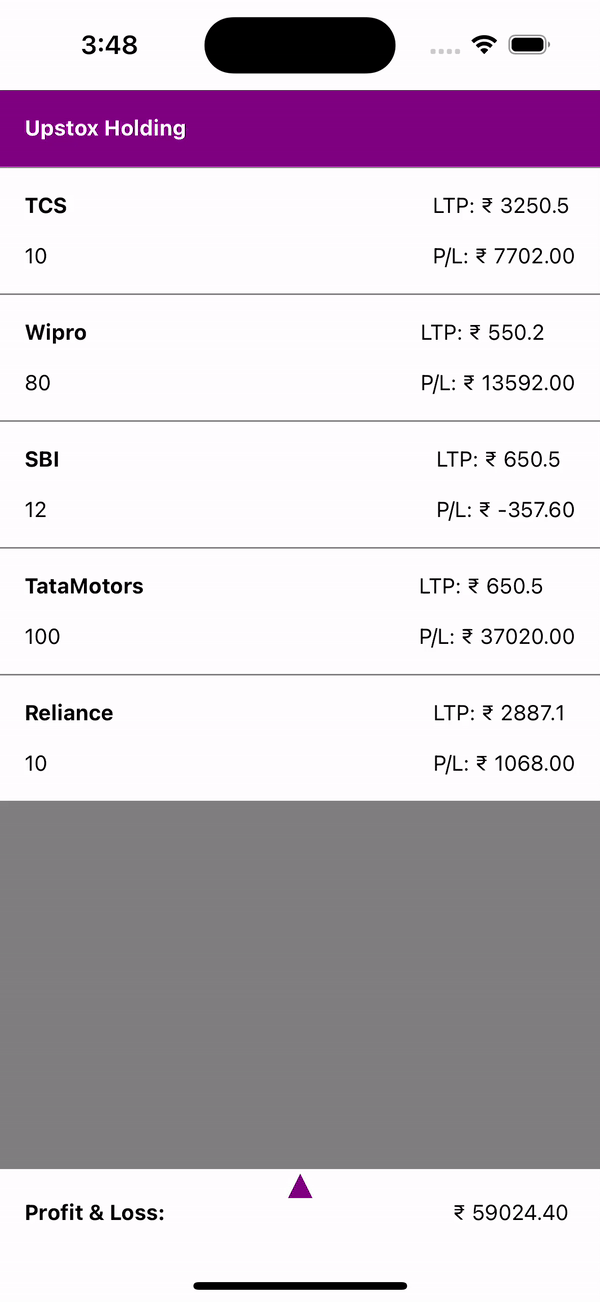 3:48
Upstox Holding
TCS LTP: ₹ 3250.5
10 P/L: ₹ 7702.00
Wipro LTP: ₹ 550.2
80 P/L: ₹ 13592.00
SBI LTP: ₹ 650.5
12 P/L: ₹ -357.60
TataMotors LTP: ₹ 650.5
100 P/L: ₹ 37020.00
Reliance LTP: ₹ 2887.1
10 P/L: ₹ 1068.00
Profit & Loss: ₹ 59024.40